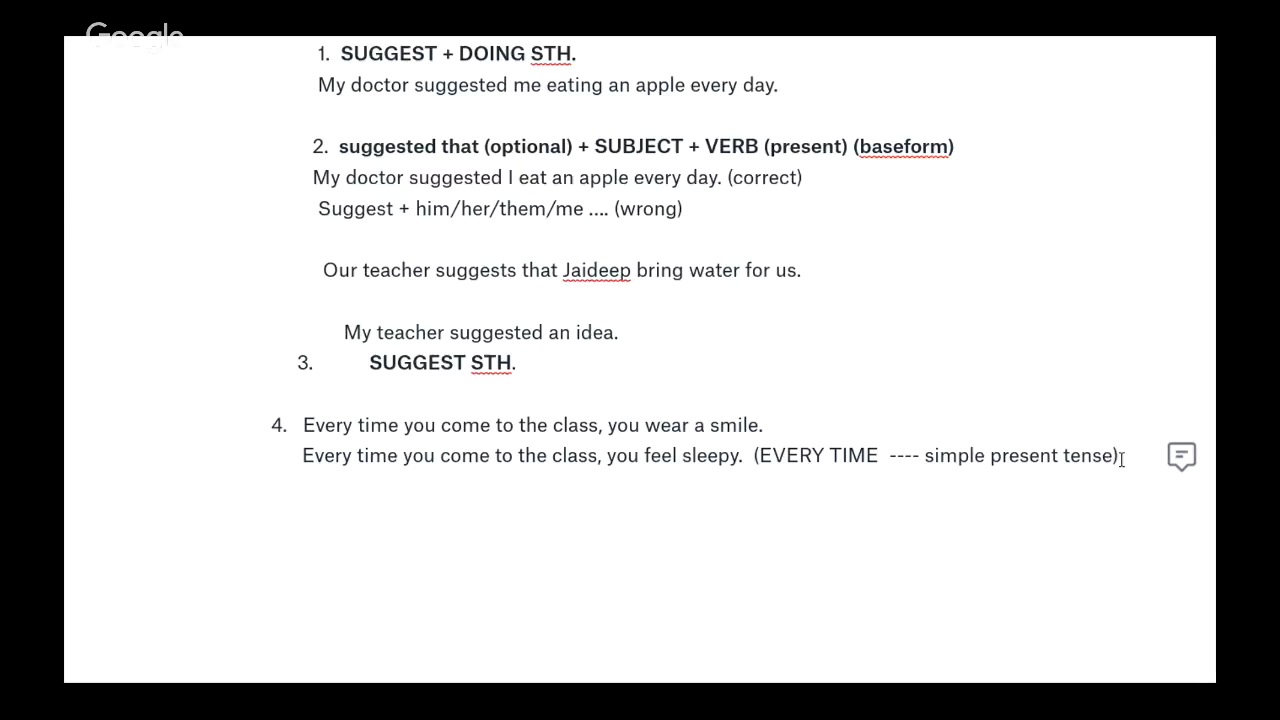 Google
1. SUGGEST + DOING STH.
My doctor suggested me eating an apple every day.
2. suggested that (optional) + SUBJECT + VERB (present) (baseform)
My doctor suggested I eat an apple every day. (correct)
Suggest + him/her/them/me .... (wrong)
Our teacher suggests that Jaideep bring water for us.
My teacher suggested an idea.
3. SUGGEST STH.
4. Every time you come to the class, you wear a smile.
Every time you come to the class, you feel sleepy. (EVERY TIME ---- simple present tense)